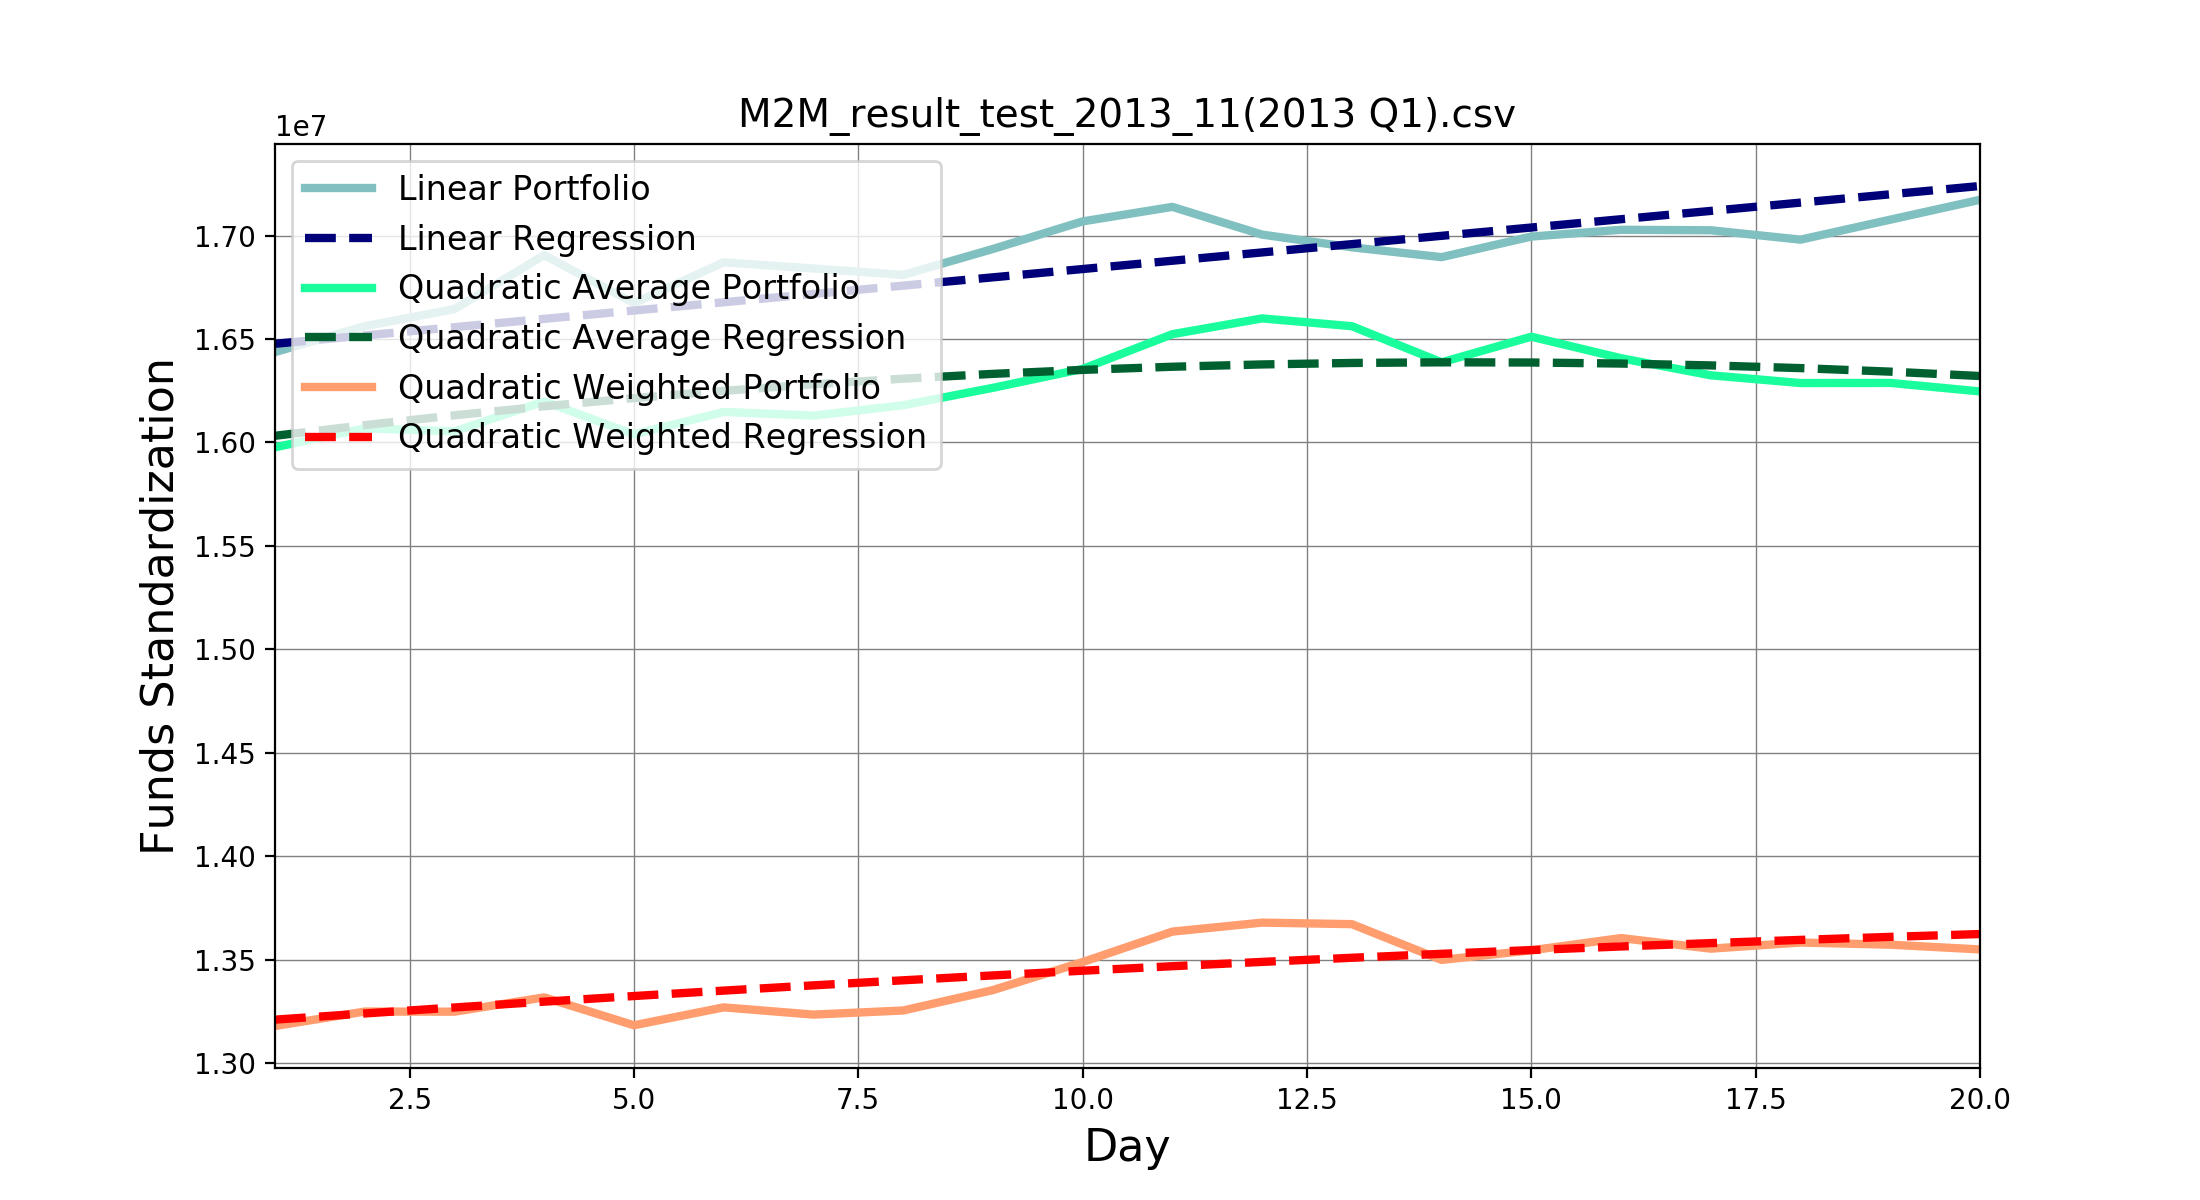 M2M_result_test_2013_11(2013 Q1).csv
1e7
Linear Portfolio
Linear Regression
Quadratic Average Portfolio
Quadratic Average Regression
Quadratic Weighted Portfolio
Quadratic Weighted Regression
Funds Standardization
1.70
1.65
1.60
1.55
1.50
1.45
1.40
1.35
1.30
2.5 5.0 7.5 10.0 12.5 15.0 17.5 20.0
Day